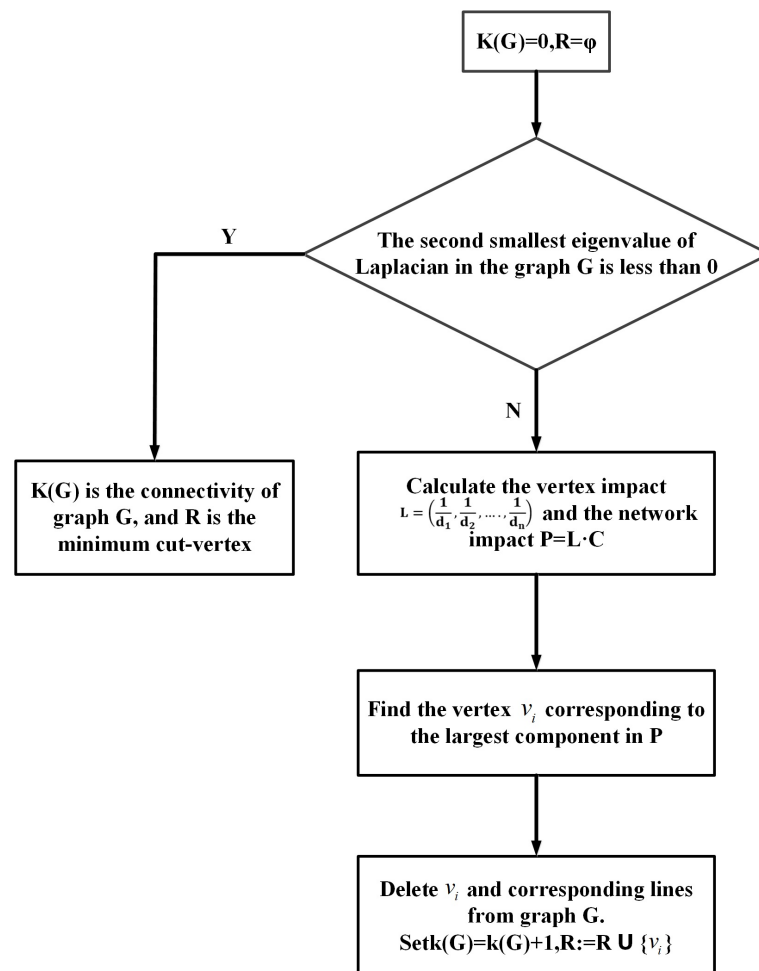 K(G)=0,R=φ
The second smallest eigenvalue of
Laplacian in the graph G is less than 0
Y
N
K(G) is the connectivity of
graph G, and R is the
minimum cut-vertex
Calculate the vertex impact
L = (1/d₁, 1/d₂, ...., 1/dₙ) and the network
impact P=L·C
Find the vertex vᵢ corresponding to
the largest component in P
Delete vᵢ and corresponding lines
from graph G.
Setk(G)=k(G)+1,R:=R U {vᵢ}